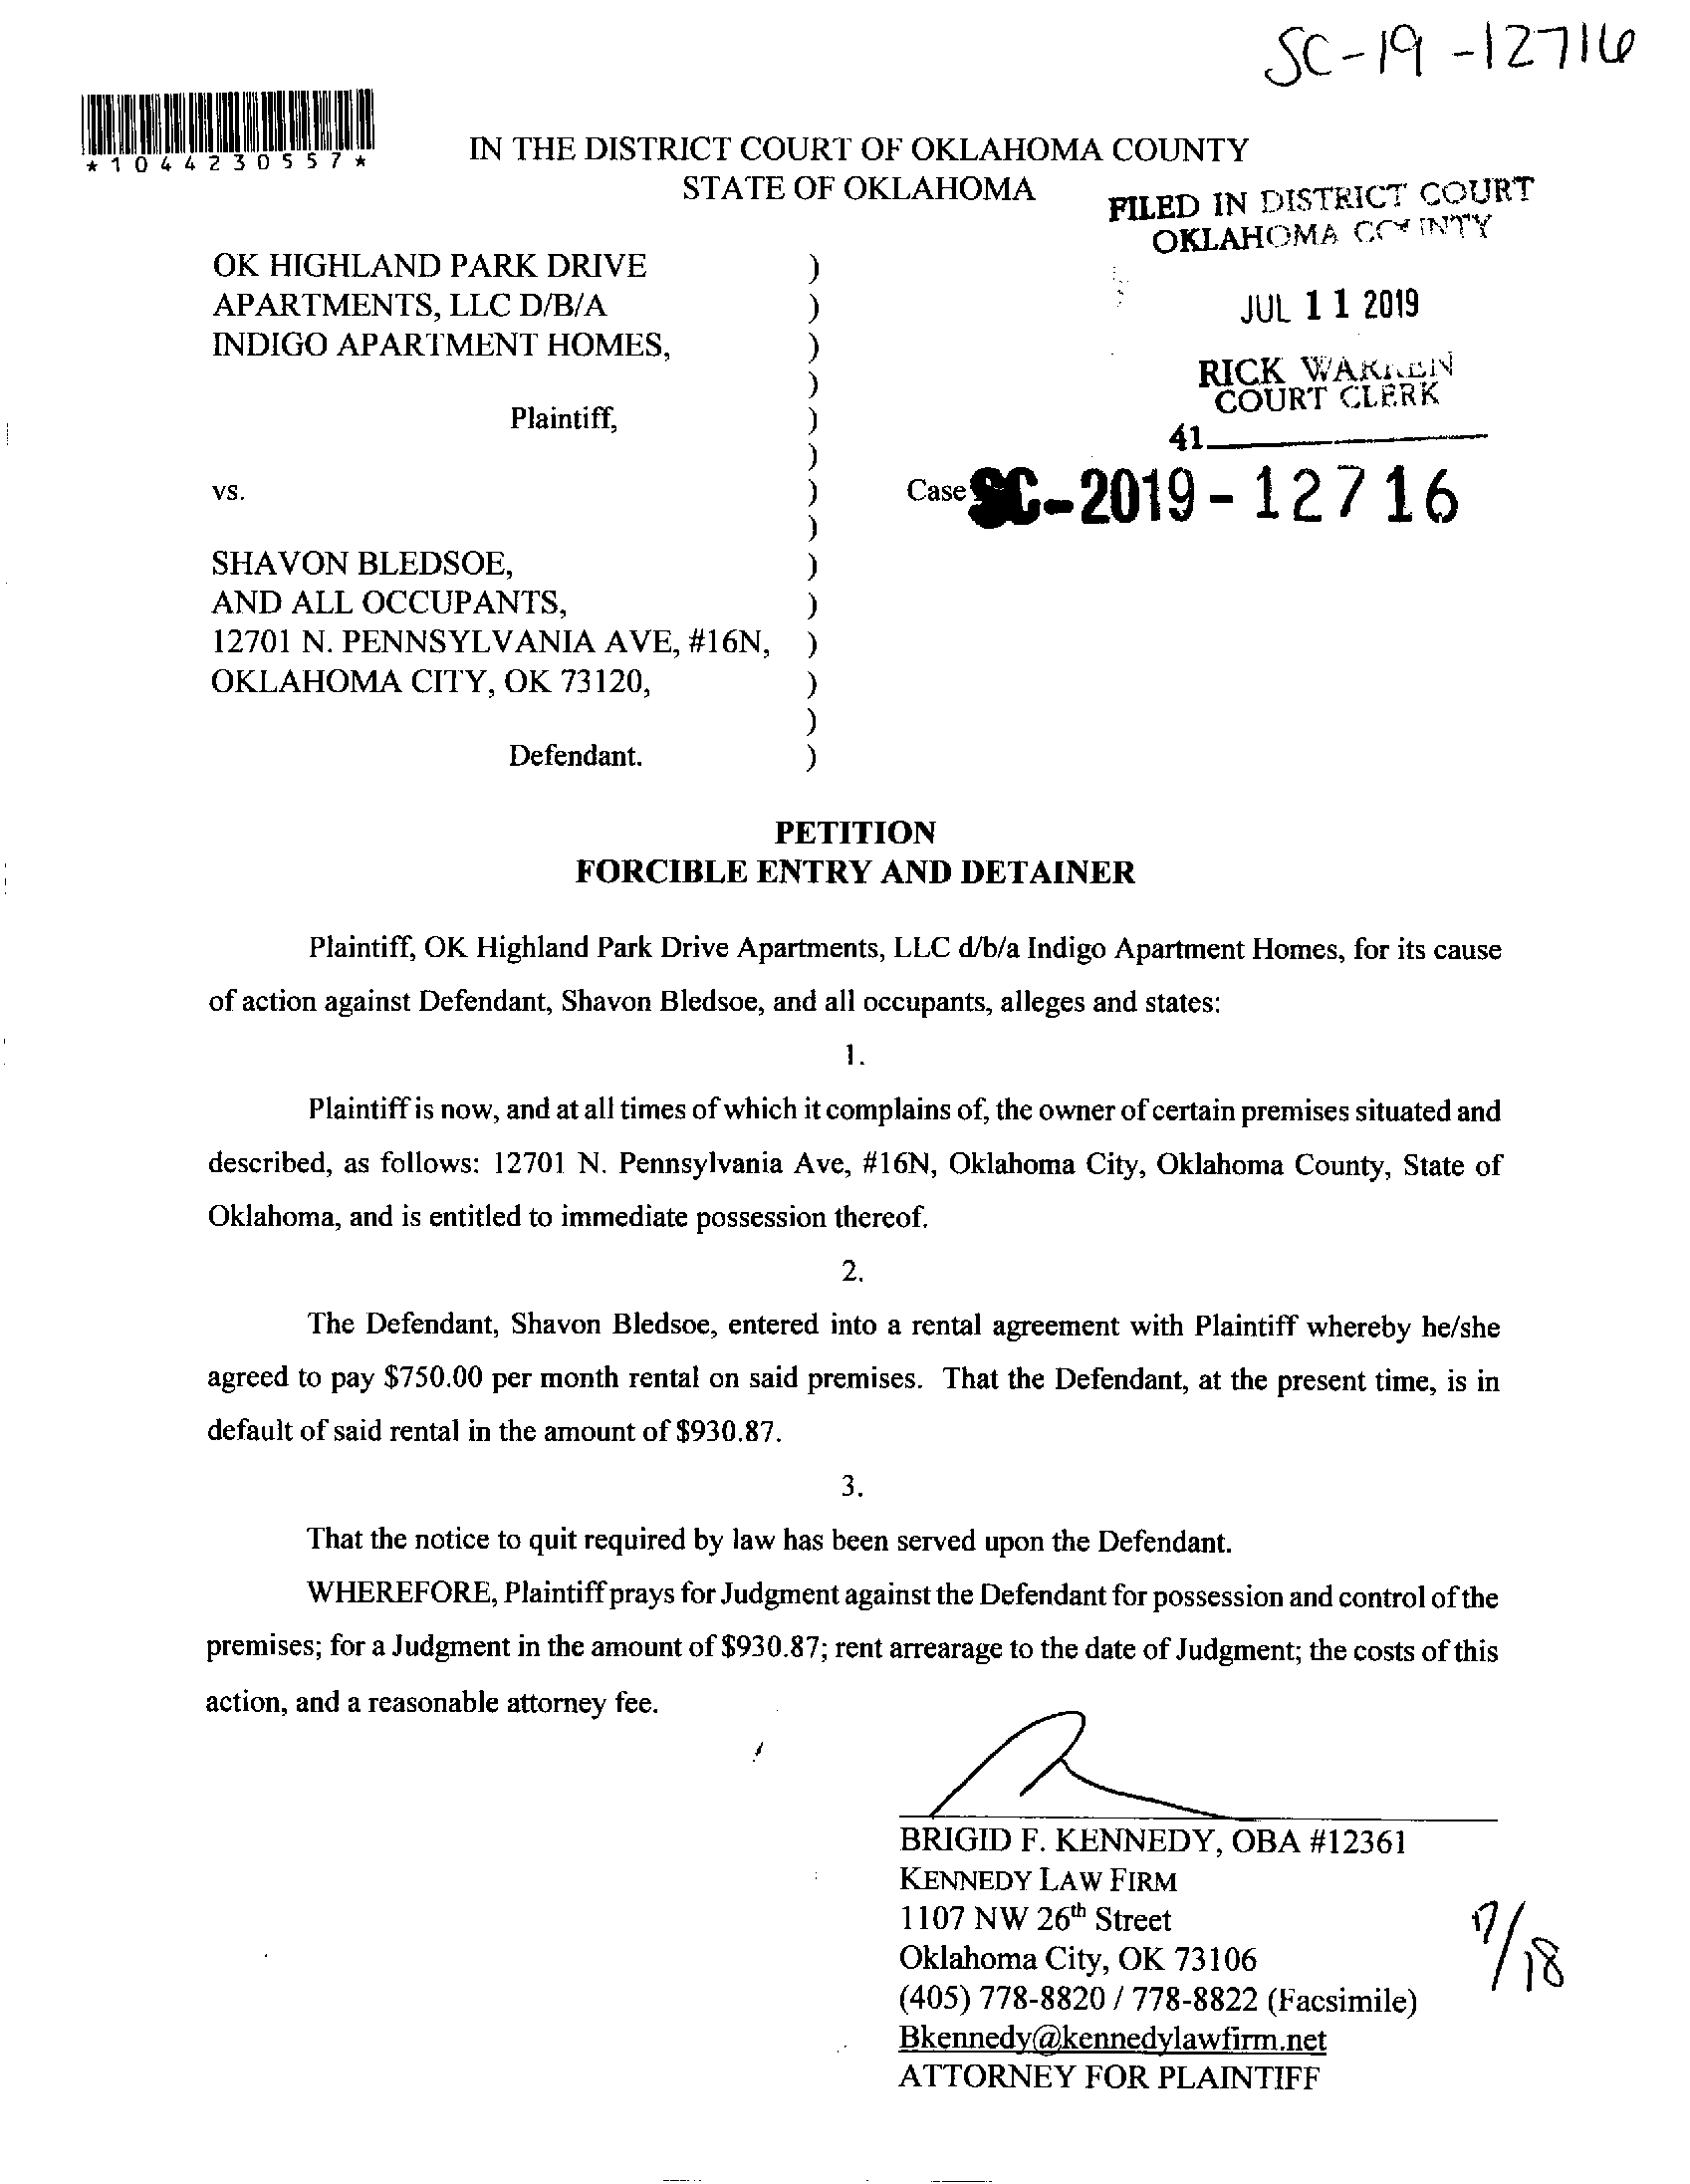 SC-19-12716
*1044230557*
IN THE DISTRICT COURT OF OKLAHOMA COUNTY
STATE OF OKLAHOMA
FILED IN DISTRICT COURT
OKLAHOMA COUNTY
JUL 11 2019
RICK WARREN
COURT CLERK
41
OK HIGHLAND PARK DRIVE )
APARTMENTS, LLC D/B/A )
INDIGO APARTMENT HOMES, )
)
Plaintiff, )
)
vs. ) Case SC-2019-12716
)
SHAVON BLEDSOE, )
AND ALL OCCUPANTS, )
12701 N. PENNSYLVANIA AVE, #16N, )
OKLAHOMA CITY, OK 73120, )
)
Defendant. )
PETITION
FORCIBLE ENTRY AND DETAINER
Plaintiff, OK Highland Park Drive Apartments, LLC d/b/a Indigo Apartment Homes, for its cause
of action against Defendant, Shavon Bledsoe, and all occupants, alleges and states:
1.
Plaintiff is now, and at all times of which it complains of, the owner of certain premises situated and
described, as follows: 12701 N. Pennsylvania Ave, #16N, Oklahoma City, Oklahoma County, State of
Oklahoma, and is entitled to immediate possession thereof.
2.
The Defendant, Shavon Bledsoe, entered into a rental agreement with Plaintiff whereby he/she
agreed to pay $750.00 per month rental on said premises. That the Defendant, at the present time, is in
default of said rental in the amount of $930.87.
3.
That the notice to quit required by law has been served upon the Defendant.
WHEREFORE, Plaintiff prays for Judgment against the Defendant for possession and control of the
premises; for a Judgment in the amount of $930.87; rent arrearage to the date of Judgment; the costs of this
action, and a reasonable attorney fee.
BRIGID F. KENNEDY, OBA #12361
KENNEDY LAW FIRM
1107 NW 26th Street
Oklahoma City, OK 73106
(405) 778-8820 / 778-8822 (Facsimile)
Bkennedy@kennedylawfirm.net
ATTORNEY FOR PLAINTIFF
7/18